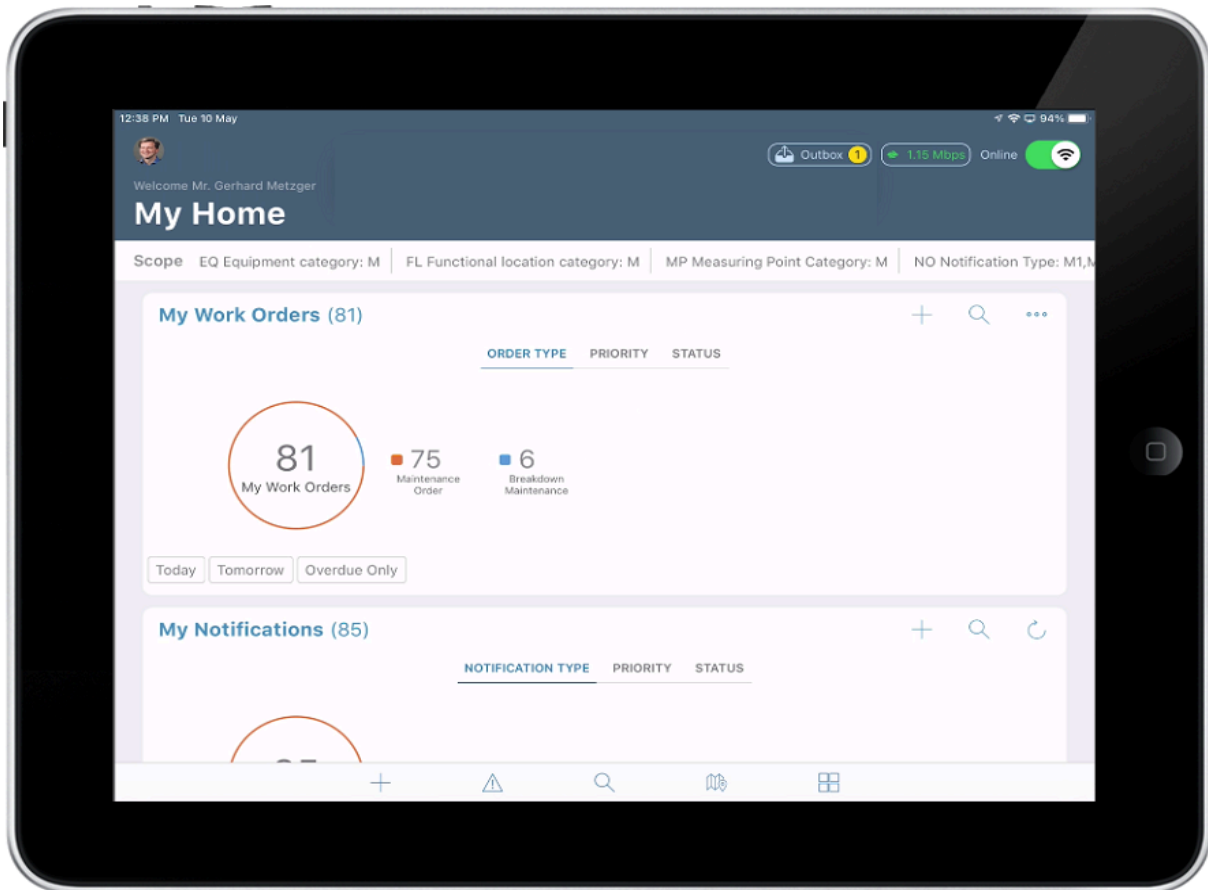 12:38 PM Tue 10 May
94%
Outbox 1
1.15 Mbps
Online
Welcome Mr. Gerhard Metzger
My Home
Scope EQ Equipment category: M FL Functional location category: M MP Measuring Point Category: M NO Notification Type: M1,
My Work Orders (81)
ORDER TYPE PRIORITY STATUS
81
My Work Orders
75
Maintenance
Order
6
Breakdown
Maintenance
Today Tomorrow Overdue Only
My Notifications (85)
NOTIFICATION TYPE PRIORITY STATUS